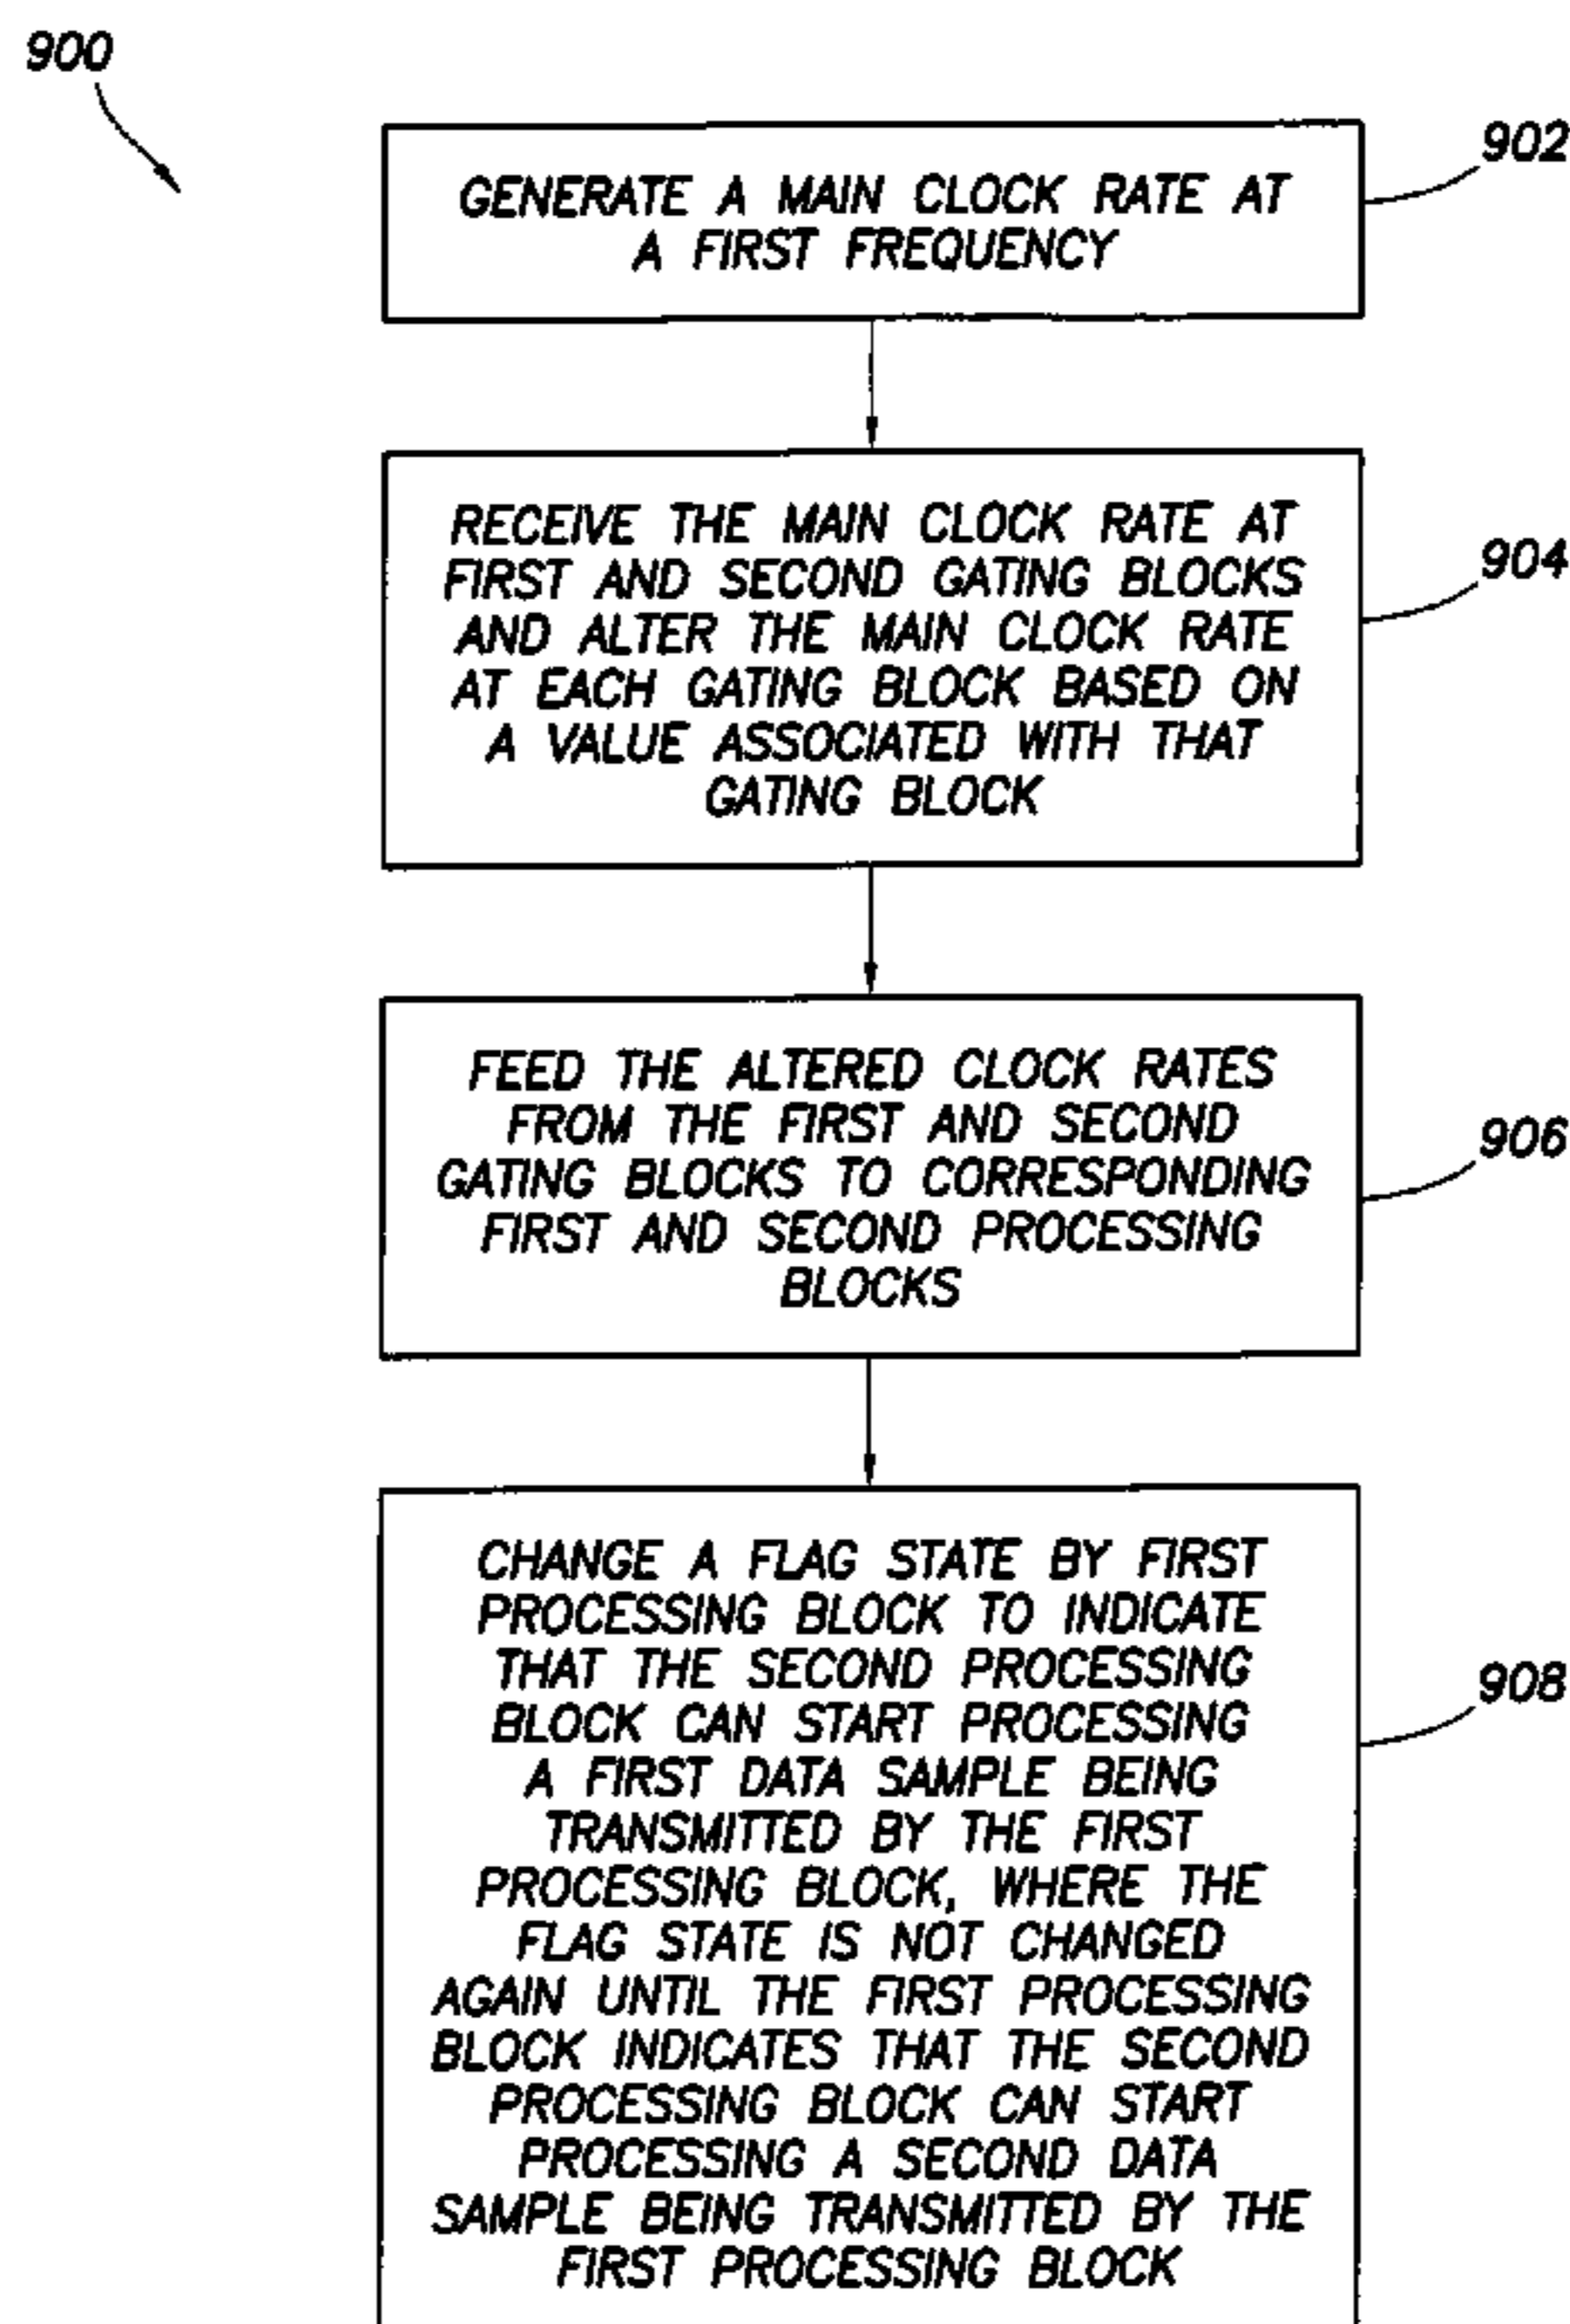 900
902
GENERATE A MAIN CLOCK RATE AT
A FIRST FREQUENCY
904
RECEIVE THE MAIN CLOCK RATE AT
FIRST AND SECOND GATING BLOCKS
AND ALTER THE MAIN CLOCK RATE
AT EACH GATING BLOCK BASED ON
A VALUE ASSOCIATED WITH THAT
GATING BLOCK
906
FEED THE ALTERED CLOCK RATES
FROM THE FIRST AND SECOND
GATING BLOCKS TO CORRESPONDING
FIRST AND SECOND PROCESSING
BLOCKS
908
CHANGE A FLAG STATE BY FIRST
PROCESSING BLOCK TO INDICATE
THAT THE SECOND PROCESSING
BLOCK CAN START PROCESSING
A FIRST DATA SAMPLE BEING
TRANSMITTED BY THE FIRST
PROCESSING BLOCK, WHERE THE
FLAG STATE IS NOT CHANGED
AGAIN UNTIL THE FIRST PROCESSING
BLOCK INDICATES THAT THE SECOND
PROCESSING BLOCK CAN START
PROCESSING A SECOND DATA
SAMPLE BEING TRANSMITTED BY THE
FIRST PROCESSING BLOCK